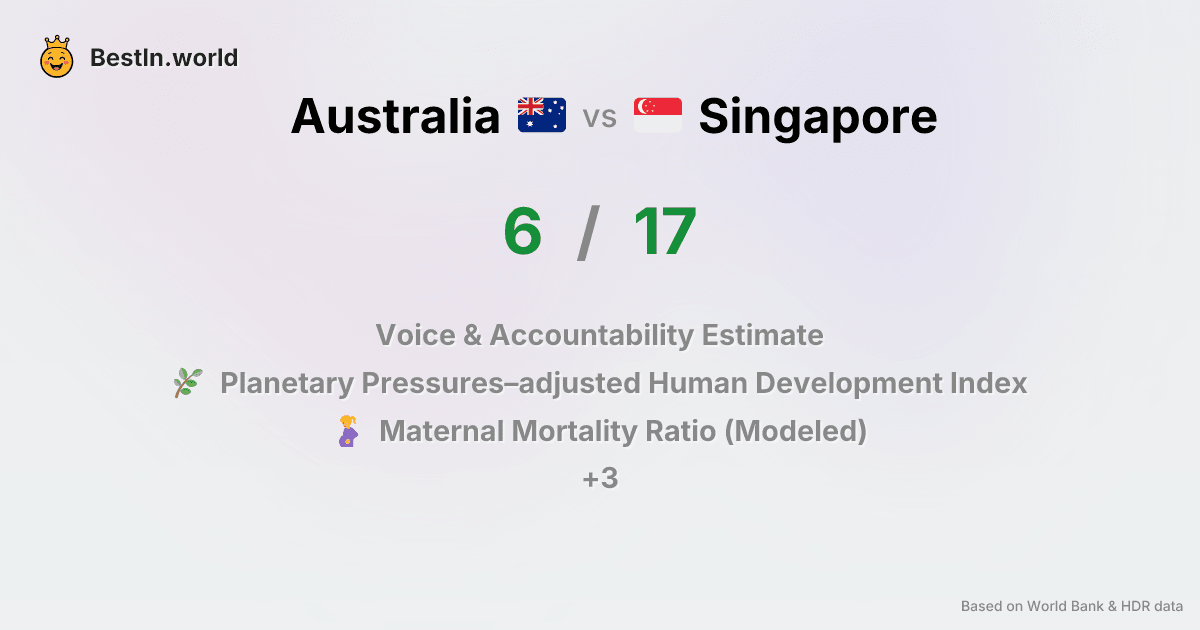 BestIn.world
Australia vs Singapore
6 / 17
Voice & Accountability Estimate
Planetary Pressures–adjusted Human Development Index
Maternal Mortality Ratio (Modeled)
+3
Based on World Bank & HDR data